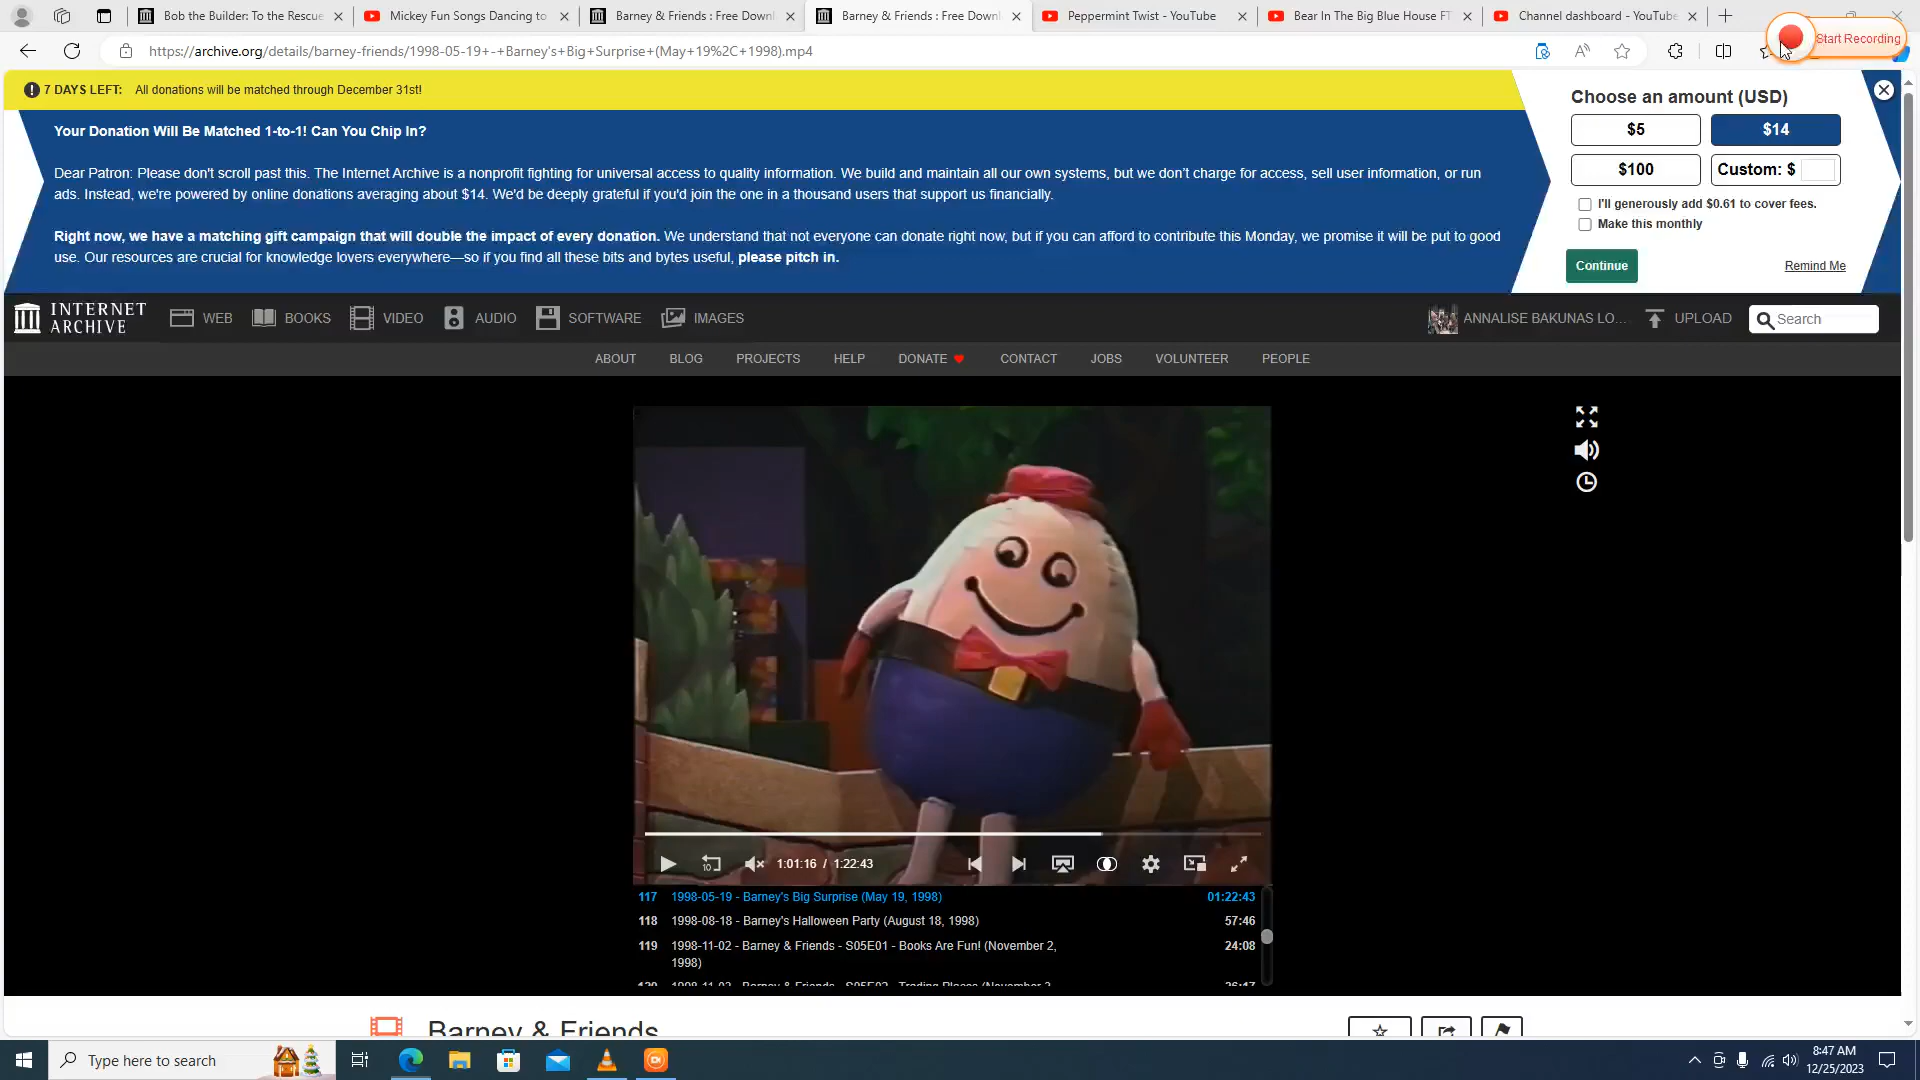 Bob the Builder: To the Rescue
Mickey Fun Songs Dancing to
Barney & Friends : Free Downl
Barney & Friends : Free Downl
Peppermint Twist - YouTube
Bear In The Big Blue House FT
Channel dashboard - YouTube
https://archive.org/details/barney-friends/1998-05-19+-+Barney's+Big+Surprise+(May+19%2C+1998).mp4
Start Recording
7 DAYS LEFT: All donations will be matched through December 31st!
Your Donation Will Be Matched 1-to-1! Can You Chip In?
Dear Patron: Please don't scroll past this. The Internet Archive is a nonprofit fighting for universal access to quality information. We build and maintain all our own systems, but we don't charge for access, sell user information, or run
ads. Instead, we're powered by online donations averaging about $14. We'd be deeply grateful if you'd join the one in a thousand users that support us financially.
Right now, we have a matching gift campaign that will double the impact of every donation. We understand that not everyone can donate right now, but if you can afford to contribute this Monday, we promise it will be put to good
use. Our resources are crucial for knowledge lovers everywhere—so if you find all these bits and bytes useful, please pitch in.
Choose an amount (USD)
$5
$14
$100
Custom: $
I'll generously add $0.61 to cover fees.
Make this monthly
Continue
Remind Me
INTERNET
ARCHIVE
WEB
BOOKS
VIDEO
AUDIO
SOFTWARE
IMAGES
ANNALISE BAKUNAS LO...
UPLOAD
Search
ABOUT
BLOG
PROJECTS
HELP
DONATE
CONTACT
JOBS
VOLUNTEER
PEOPLE
10
1:01:16 / 1:22:43
117 1998-05-19 - Barney's Big Surprise (May 19, 1998) 01:22:43
118 1998-08-18 - Barney's Halloween Party (August 18, 1998) 57:46
119 1998-11-02 - Barney & Friends - S05E01 - Books Are Fun! (November 2, 24:08
1998)
120 1998-11-03 - Barney & Friends - S05E02 - Trading Places (November 3,
Barney & Friends
Type here to search
8:47 AM
12/25/2023